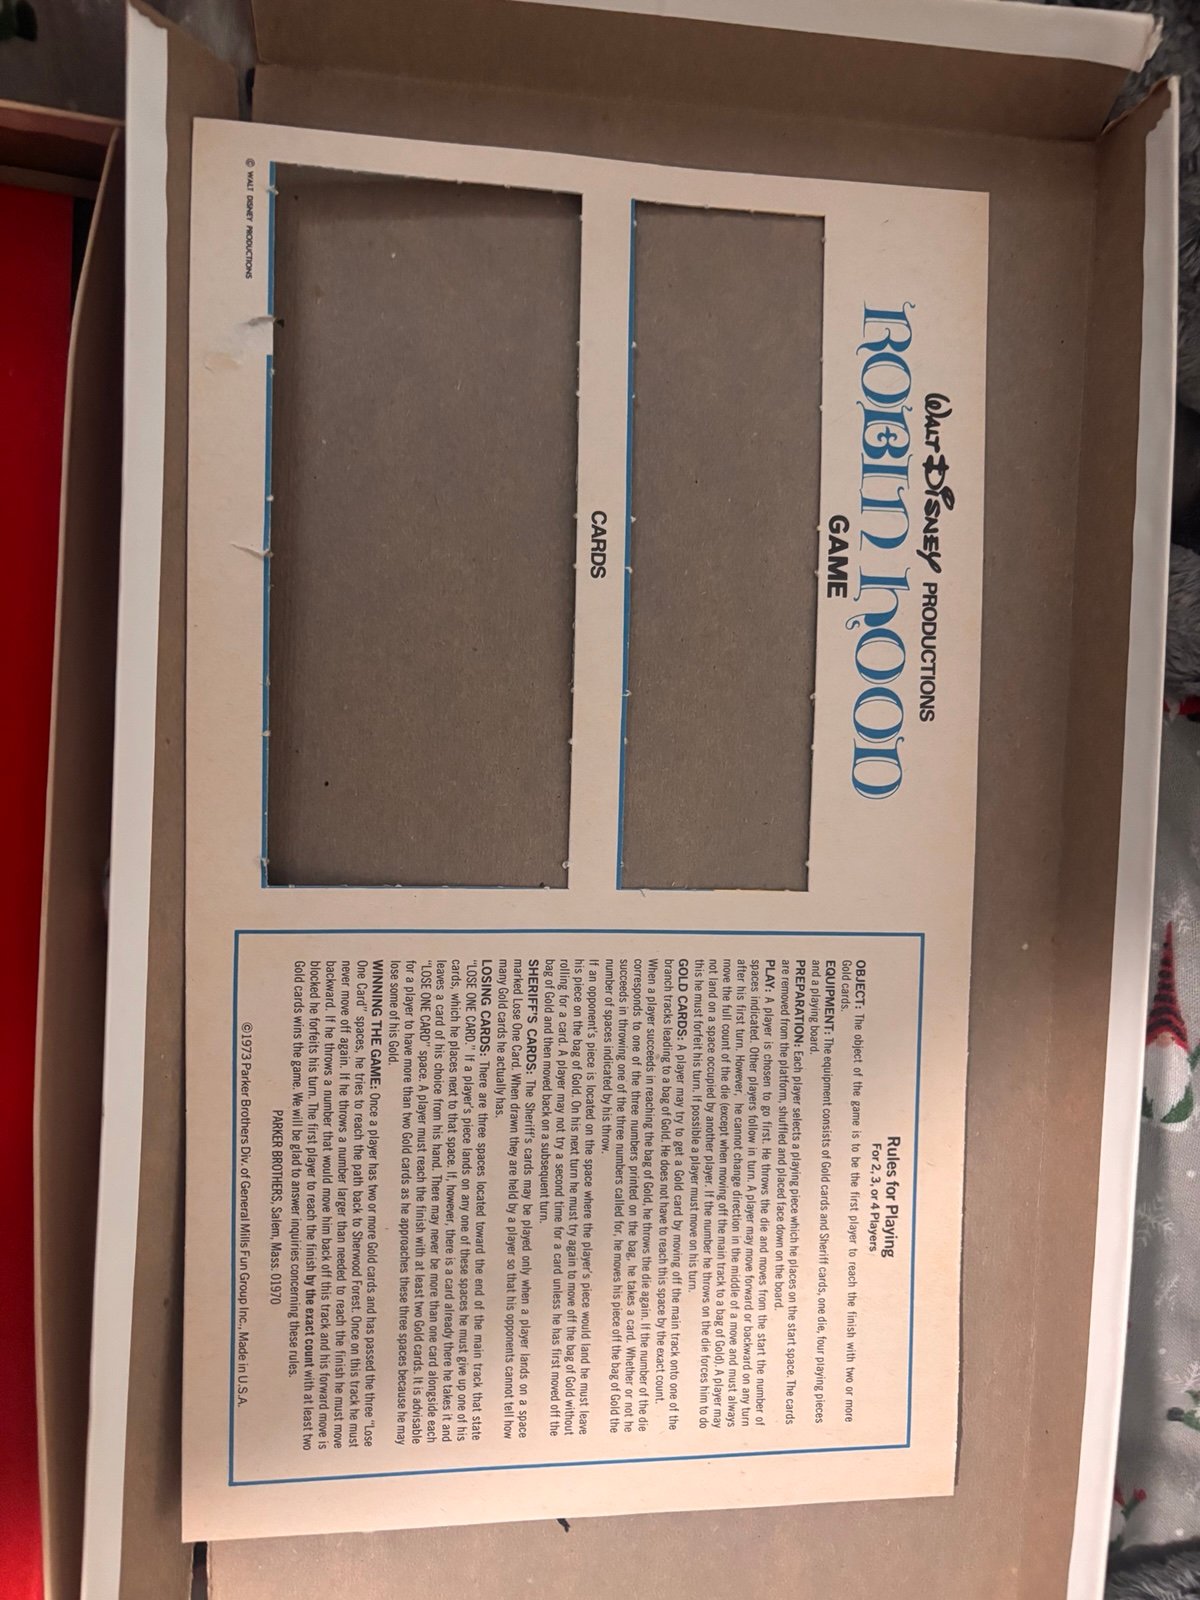 WALT DISNEY PRODUCTIONS
ROBIN HOOD
GAME
CARDS
© WALT DISNEY PRODUCTIONS
Rules for Playing
For 2, 3, or 4 Players
OBJECT: The object of the game is to be the first player to reach the finish with two or more
Gold cards.
EQUIPMENT: The equipment consists of Gold cards and Sheriff cards, one die, four playing pieces
and a playing board.
PREPARATION: Each player selects a playing piece which he places on the start space. The cards
are removed from the platform, shuffled and placed face down on the board.
PLAY: A player is chosen to go first. He throws the die and moves from the start the number of
spaces indicated. Other players follow in turn. A player may move forward or backward on any turn
after his first turn. However, he cannot change direction in the middle of a move and must always
move the full count of the die (except when moving off the main track to a bag of Gold). A player may
not land on a space occupied by another player. If the number he throws on the die forces him to do
this he must forfeit his turn. If possible a player must move on his turn.
GOLD CARDS: A player may try to get a Gold card by moving off the main track onto one of the
branch tracks leading to a bag of Gold. He does not have to reach this space by the exact count.
When a player succeeds in reaching the bag of Gold, he throws the die again. If the number of the die
corresponds to one of the three numbers printed on the bag, he takes a card. Whether or not he
succeeds in throwing one of the three numbers called for, he moves his piece off the bag of Gold the
number of spaces indicated by his throw.
If an opponent's piece is located on the space where the player's piece would land he must leave
his piece on the bag of Gold. On his next turn he must try again to move off the bag of Gold without
rolling for a card. A player may not try a second time for a card unless he has first moved off the
bag of Gold and then moved back on a subsequent turn.
SHERIFF'S CARDS: The Sheriff's cards may be played only when a player lands on a space
marked Lose One Card. When drawn they are held by a player so that his opponents cannot tell how
many Gold cards he actually has.
LOSING CARDS: There are three spaces located toward the end of the main track that state
"LOSE ONE CARD." If a player's piece lands on any one of these spaces he must give up one of his
cards, which he places next to that space. If, however, there is a card already there he takes it and
leaves a card of his choice from his hand. There may never be more than one card alongside each
"LOSE ONE CARD" space. A player must reach the finish with at least two Gold cards. It is advisable
for a player to have more than two Gold cards as he approaches these three spaces because he may
lose some of his Gold.
WINNING THE GAME: Once a player has two or more Gold cards and has passed the three "Lose
One Card" spaces, he tries to reach the path back to Sherwood Forest. Once on this track he must
never move off again. If he throws a number larger than needed to reach the finish he must move
backward. If he throws a number that would move him back off this track and his forward move is
blocked he forfeits his turn. The first player to reach the finish by the exact count with at least two
Gold cards wins the game. We will be glad to answer inquiries concerning these rules.
PARKER BROTHERS, Salem, Mass. 01970
©1973 Parker Brothers Div. of General Mills Fun Group Inc., Made in U.S.A.